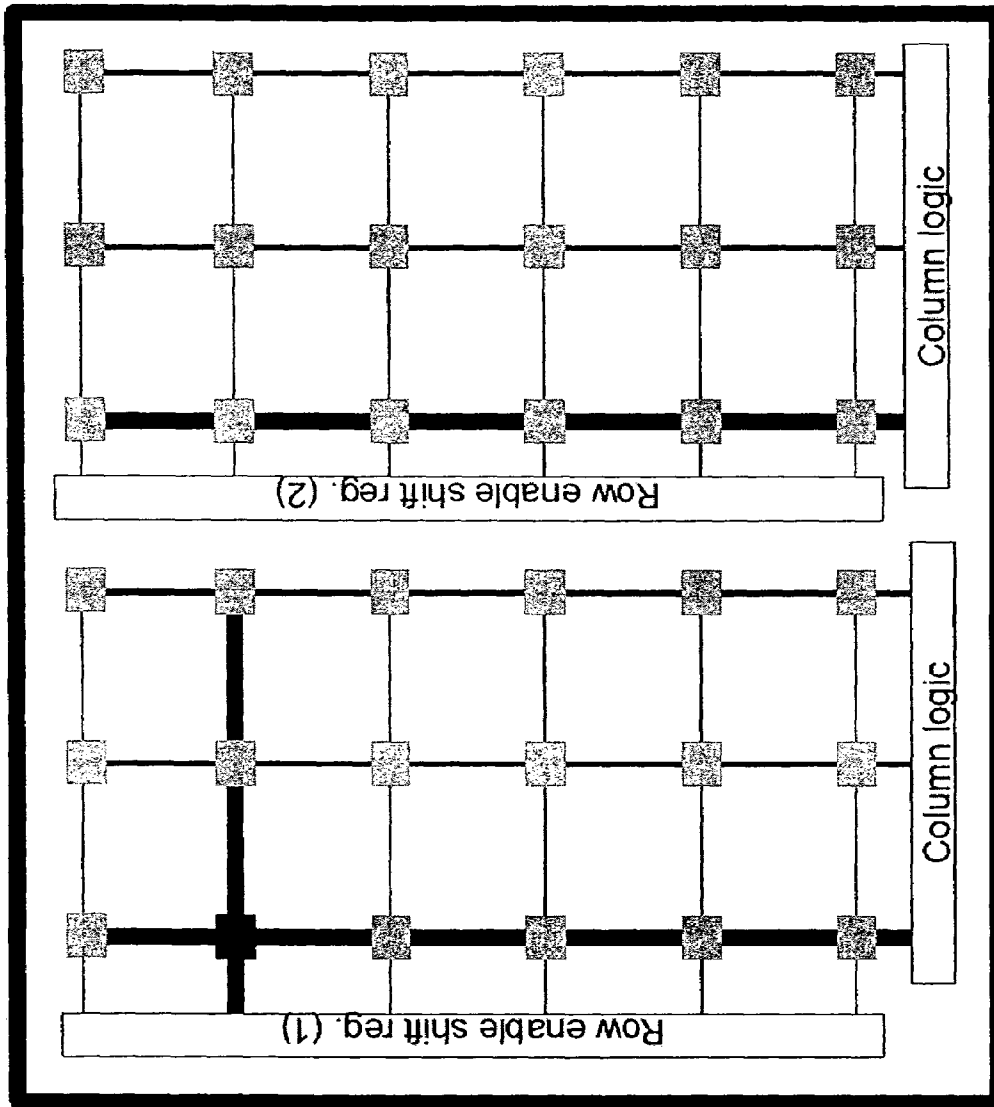 Column logic
Row enable shift reg. (2)
Column logic
Row enable shift reg. (1)